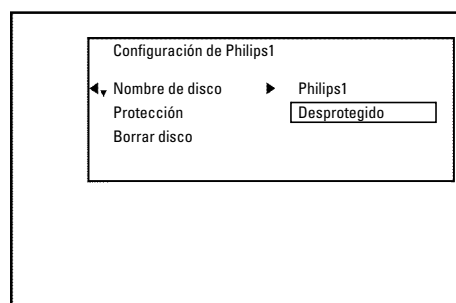 Configuración de Philips1
Nombre de disco Philips1
Protección Desprotegido
Borrar disco